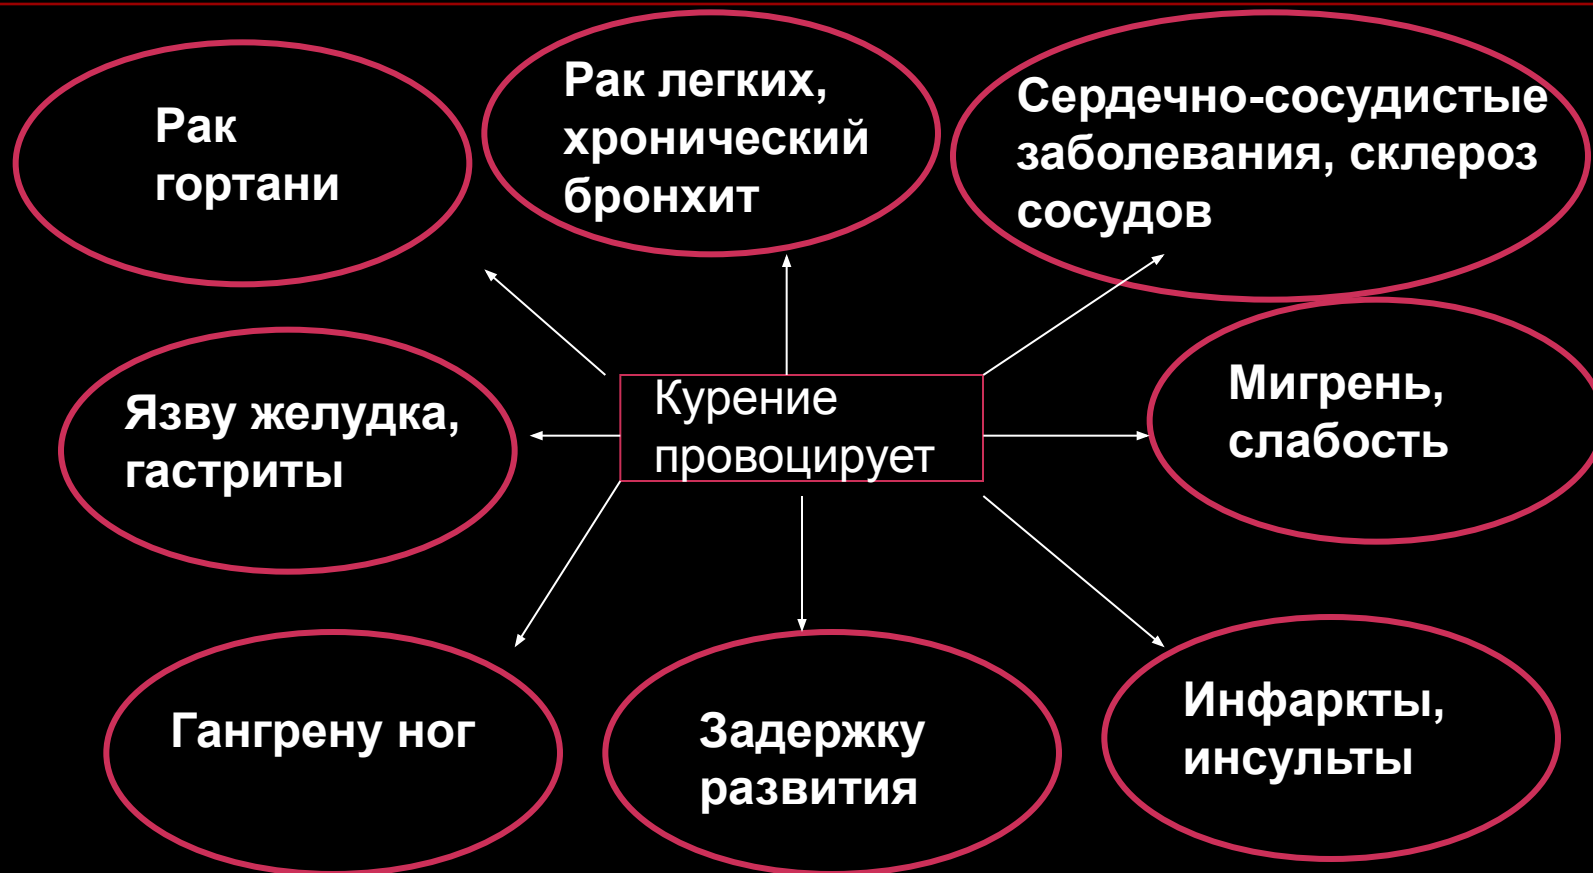 Рак
гортани
Рак легких,
хронический
бронхит
Сердечно-сосудистые
заболевания, склероз
сосудов
Язву желудка,
гастриты
Курение
провоцирует
Мигрень,
слабость
Гангрену ног
Задержку
развития
Инфаркты,
инсульты